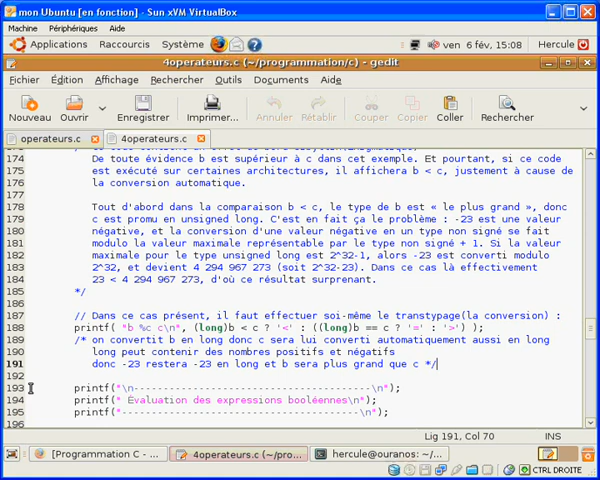 mon Ubuntu [en fonction] - Sun xVM VirtualBox
Machine Périphériques Aide
Applications Raccourcis Système ven 6 fév, 15:08 Hercule
4operateurs.c (~/programmation/c) - gedit
Fichier Édition Affichage Rechercher Outils Documents Aide
Nouveau Ouvrir Enregistrer Imprimer... Annuler Rétablir Couper Copier Coller Rechercher
operateurs.c 4operateurs.c
174 De toute évidence b est supérieur à c dans cet exemple. Et pourtant, si ce code
175 est exécuté sur certaines architectures, il affichera b < c, justement à cause de
176 la conversion automatique.
177
178 Tout d'abord dans la comparaison b < c, le type de b est « le plus grand », donc
179 c est promu en unsigned long. C'est en fait ça le problème : -23 est une valeur
180 négative, et la conversion d'une valeur négative en un type non signé se fait
181 modulo la valeur maximale représentable par le type non signé + 1. Si la valeur
182 maximale pour le type unsigned long est 2^32-1, alors -23 est converti modulo
183 2^32, et devient 4 294 967 273 (soit 2^32-23). Dans ce cas là effectivement
184 23 < 4 294 967 273, d'où ce résultat surprenant.
185 */
186
187 // Dans ce cas présent, il faut effectuer soi-même le transtype(la conversion) :
188 printf( "b %c c\n", (long)b < c ? '<' : ((long)b == c ? '=' : '>') );
189 /* on convertit b en long donc c sera lui converti automatiquement aussi en long
190 long peut contenir des nombres positifs et négatifs
191 donc -23 restera -23 en long et b sera plus grand que c */
192
193 printf("\n----------------------------------------\n");
194 printf(" Évaluation des expressions booléennes\n");
195 printf("----------------------------------------\n");
196
Lig 191, Col 70 INS
[Programmation C - ... 4operateurs.c (~/pro... hercule@ouranos: ~/...
CTRL DROITE